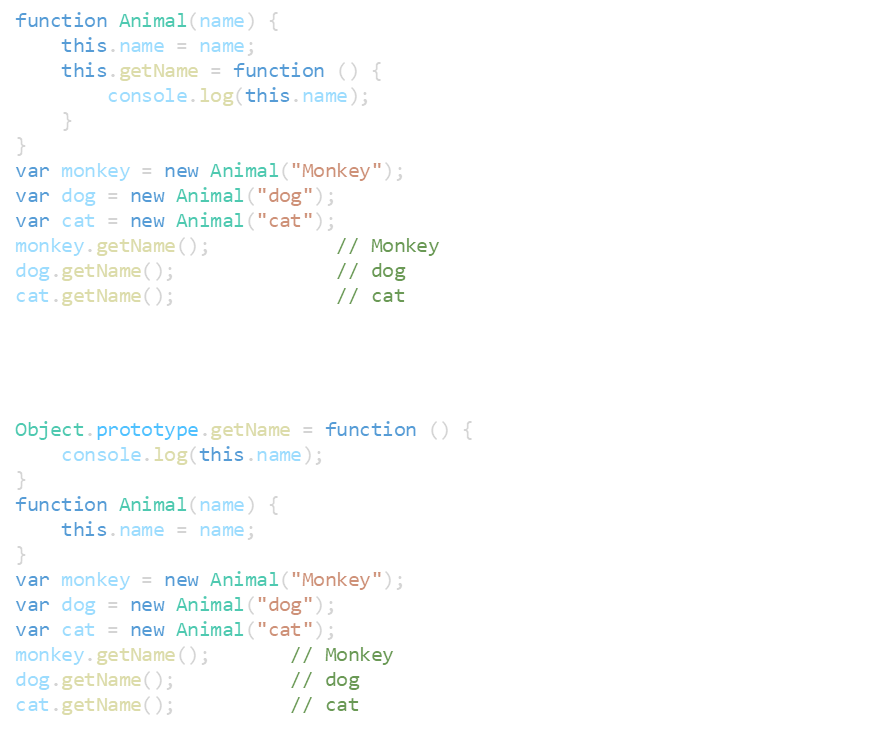 function Animal(name) {
    this.name = name;
    this.getName = function () {
        console.log(this.name);
    }
}
var monkey = new Animal("Monkey");
var dog = new Animal("dog");
var cat = new Animal("cat");
monkey.getName();           // Monkey
dog.getName();              // dog
cat.getName();              // cat
Object.prototype.getName = function () {
    console.log(this.name);
}
function Animal(name) {
    this.name = name;
}
var monkey = new Animal("Monkey");
var dog = new Animal("dog");
var cat = new Animal("cat");
monkey.getName();       // Monkey
dog.getName();          // dog
cat.getName();          // cat